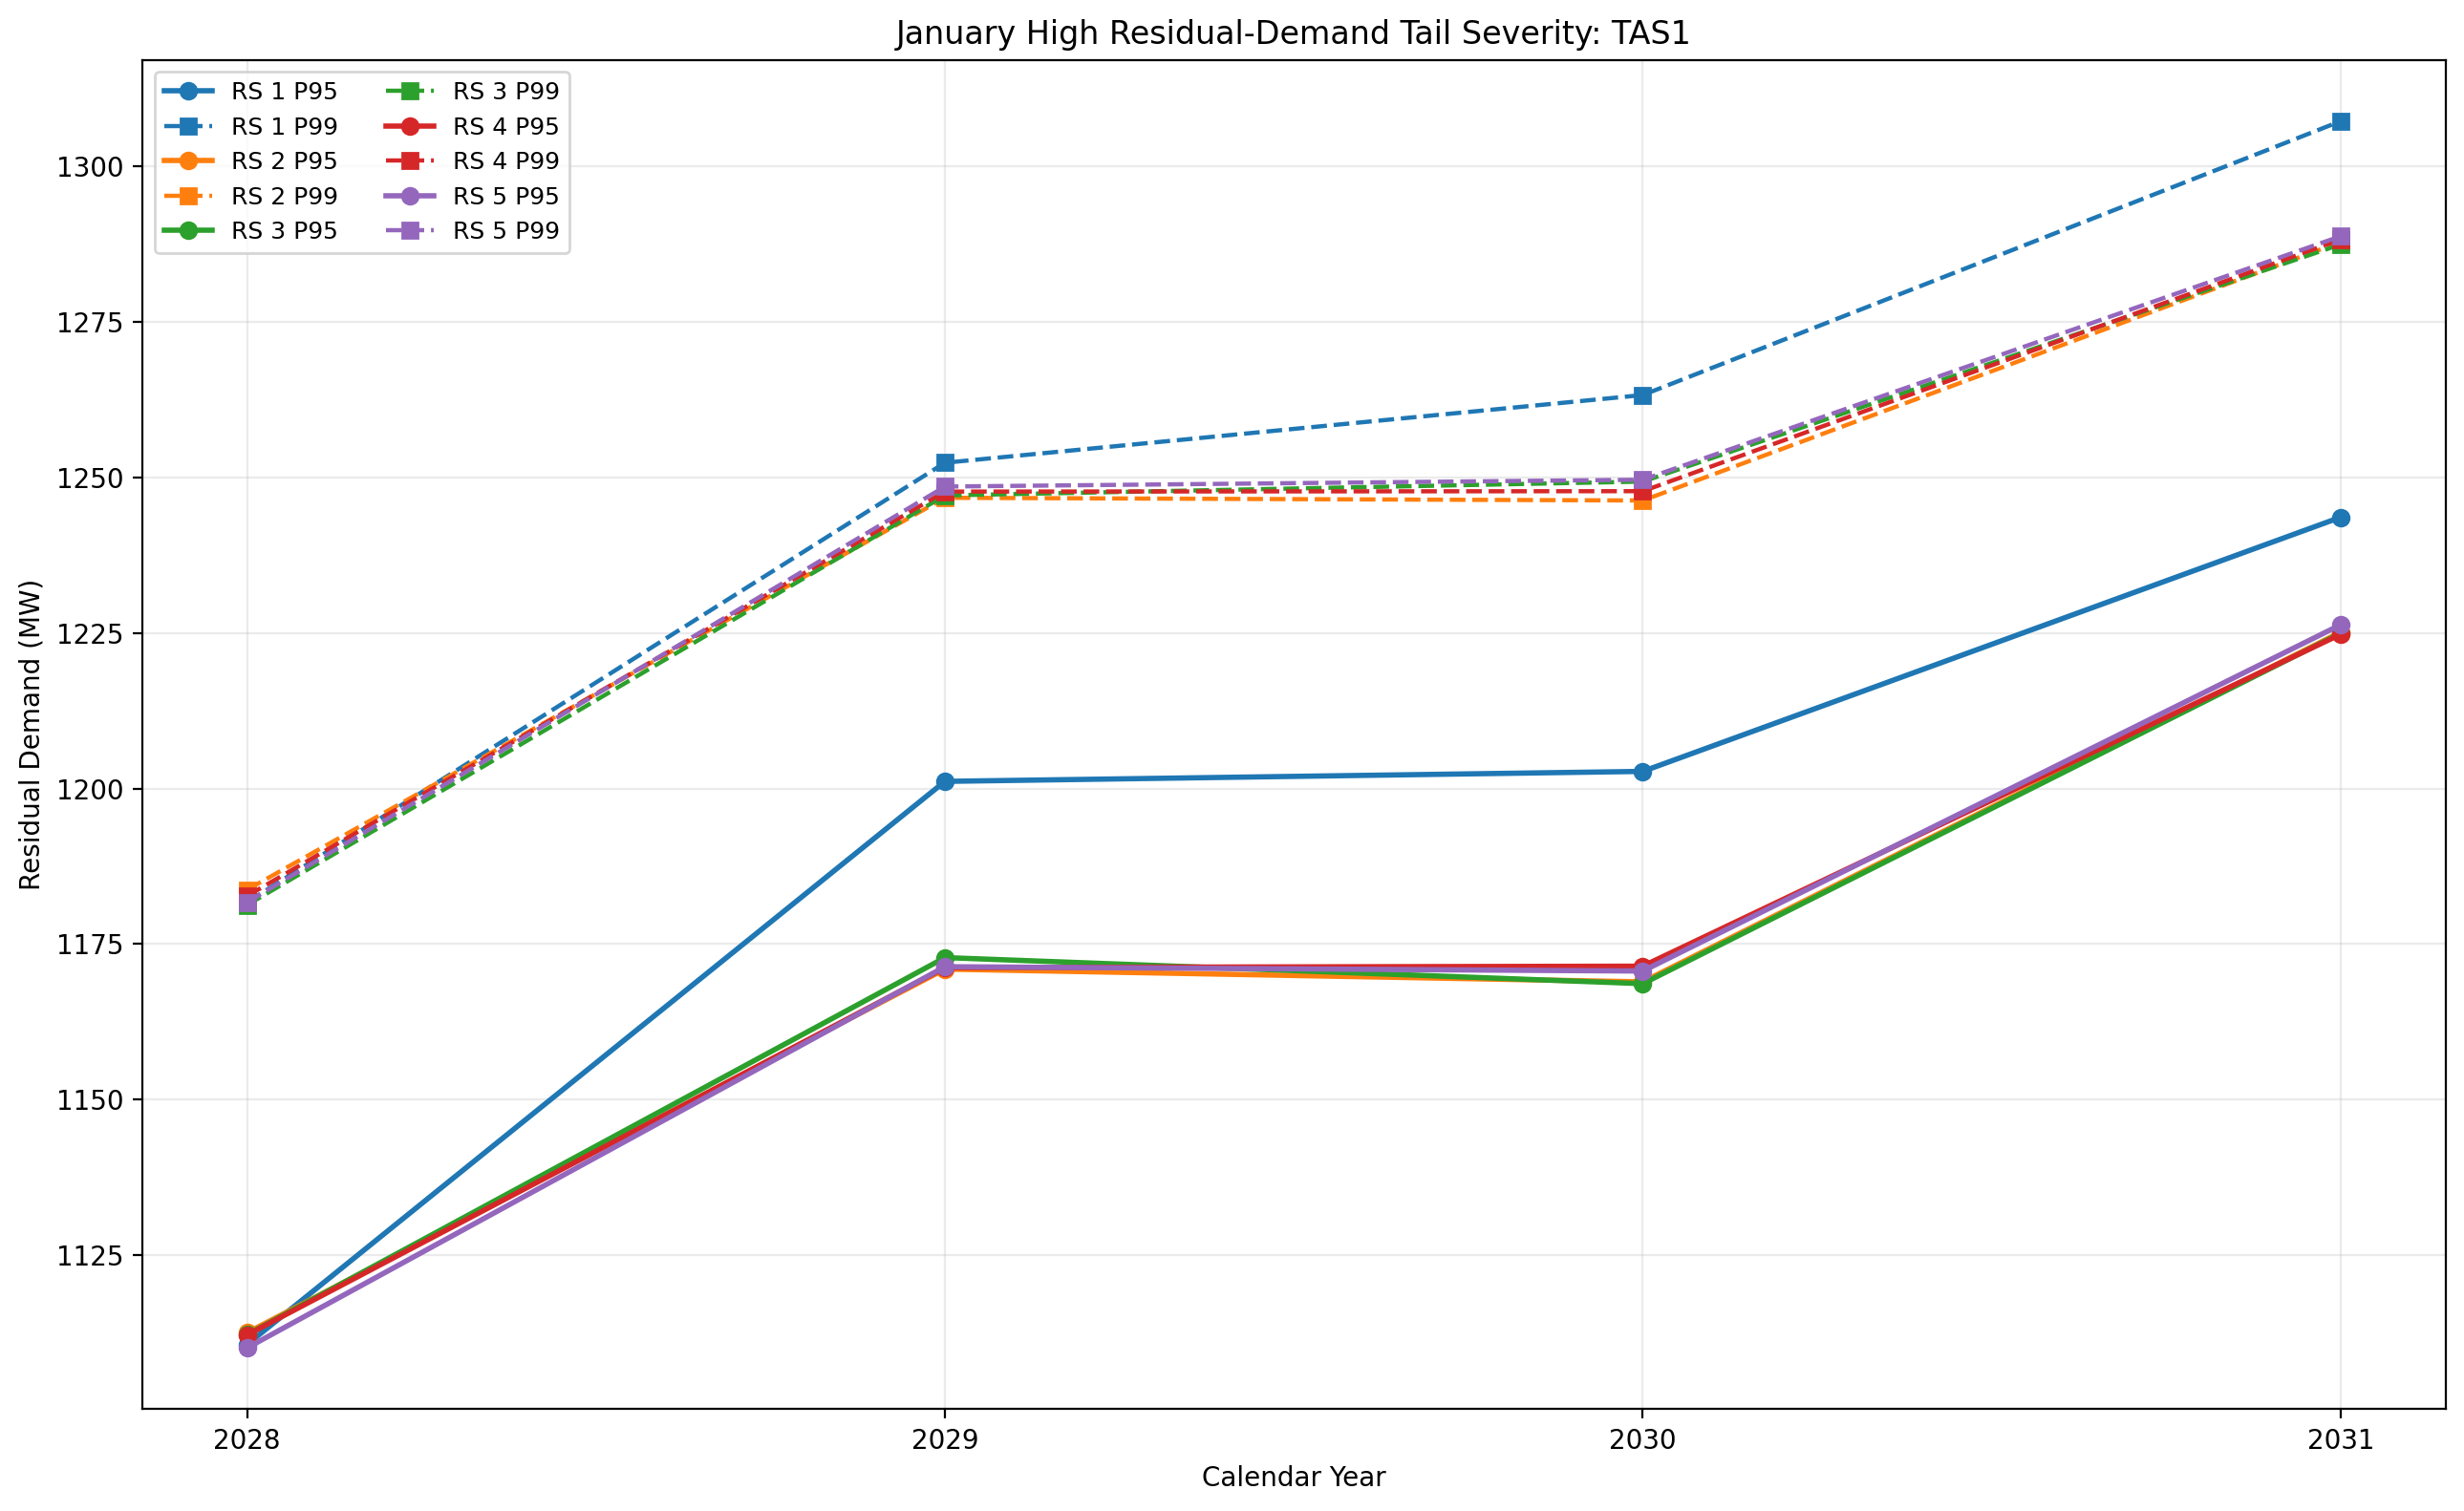 January High Residual-Demand Tail Severity: TAS1
RS 1 P95
RS 1 P99
RS 2 P95
RS 2 P99
RS 3 P95
RS 3 P99
RS 4 P95
RS 4 P99
RS 5 P95
RS 5 P99
Residual Demand (MW)
1300
1275
1250
1225
1200
1175
1150
1125
2028 2029 2030 2031
Calendar Year